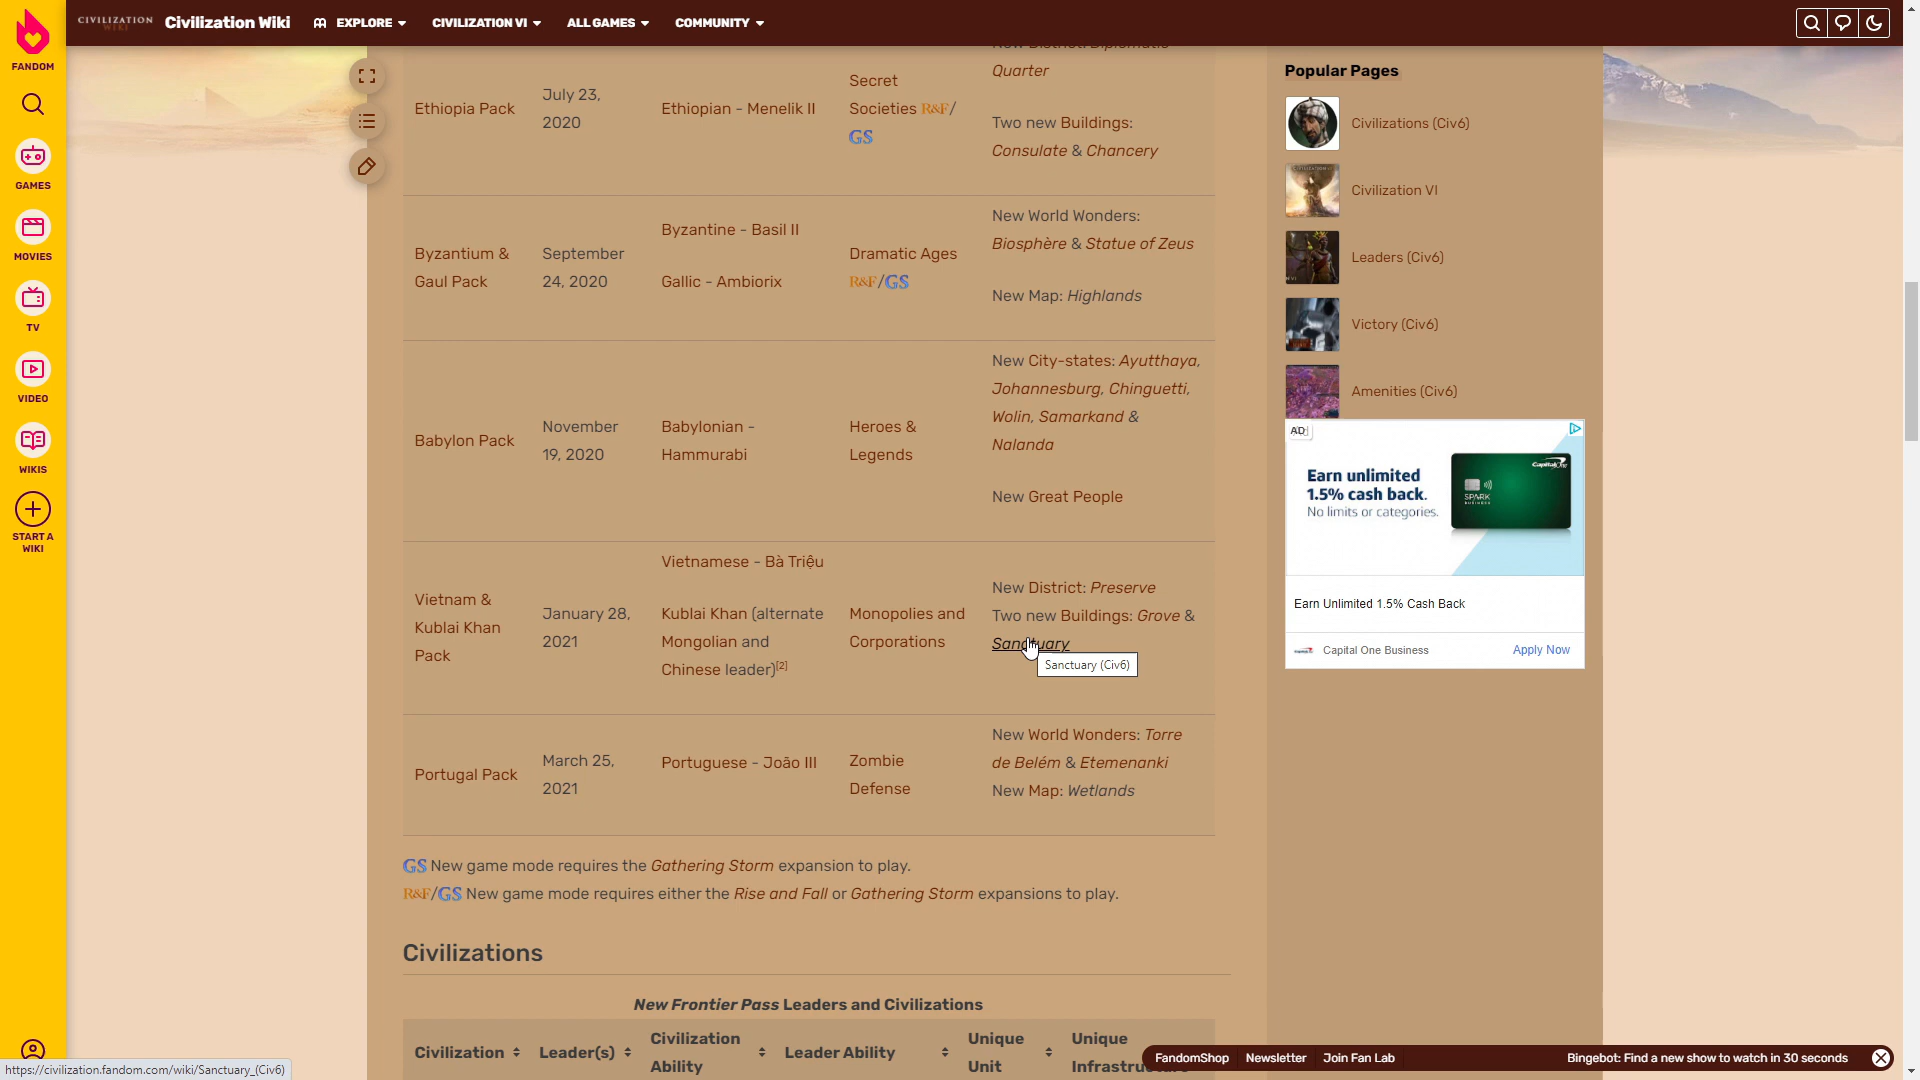 CIVILIZATION
WIKI
Civilization Wiki
EXPLORE
CIVILIZATION VI
ALL GAMES
COMMUNITY
FANDOM
GAMES
MOVIES
TV
VIDEO
WIKIS
START A
WIKI
New District: Diplomatic
Quarter
Ethiopia Pack
July 23,
2020
Ethiopian - Menelik II
Secret
Societies R&F/
GS
Two new Buildings:
Consulate & Chancery
Byzantium &
Gaul Pack
September
24, 2020
Byzantine - Basil II
Gallic - Ambiorix
Dramatic Ages
R&F/GS
New World Wonders:
Biosphère & Statue of Zeus
New Map: Highlands
Babylon Pack
November
19, 2020
Babylonian -
Hammurabi
Heroes &
Legends
New City-states: Ayutthaya,
Johannesburg, Chinguetti,
Wolin, Samarkand &
Nalanda
New Great People
Vietnam &
Kublai Khan
Pack
January 28,
2021
Vietnamese - Bà Triệu
Kublai Khan (alternate
Mongolian and
Chinese leader)[2]
Monopolies and
Corporations
New District: Preserve
Two new Buildings: Grove &
Sanctuary
Sanctuary (Civ6)
Portugal Pack
March 25,
2021
Portuguese - João III
Zombie
Defense
New World Wonders: Torre
de Belém & Etemenanki
New Map: Wetlands
GS New game mode requires the Gathering Storm expansion to play.
R&F/GS New game mode requires either the Rise and Fall or Gathering Storm expansions to play.
Civilizations
New Frontier Pass Leaders and Civilizations
Civilization
Leader(s)
Civilization
Ability
Leader Ability
Unique
Unit
Unique
Infrastructure
Popular Pages
Civilizations (Civ6)
Civilization VI
Leaders (Civ6)
Victory (Civ6)
Amenities (Civ6)
AD
Earn unlimited
1.5% cash back.
No limits or categories.
Capital One
SPARK
BUSINESS
Earn Unlimited 1.5% Cash Back
Capital One Business
Apply Now
FandomShop
Newsletter
Join Fan Lab
Bingebot: Find a new show to watch in 30 seconds
https://civilization.fandom.com/wiki/Sanctuary_(Civ6)